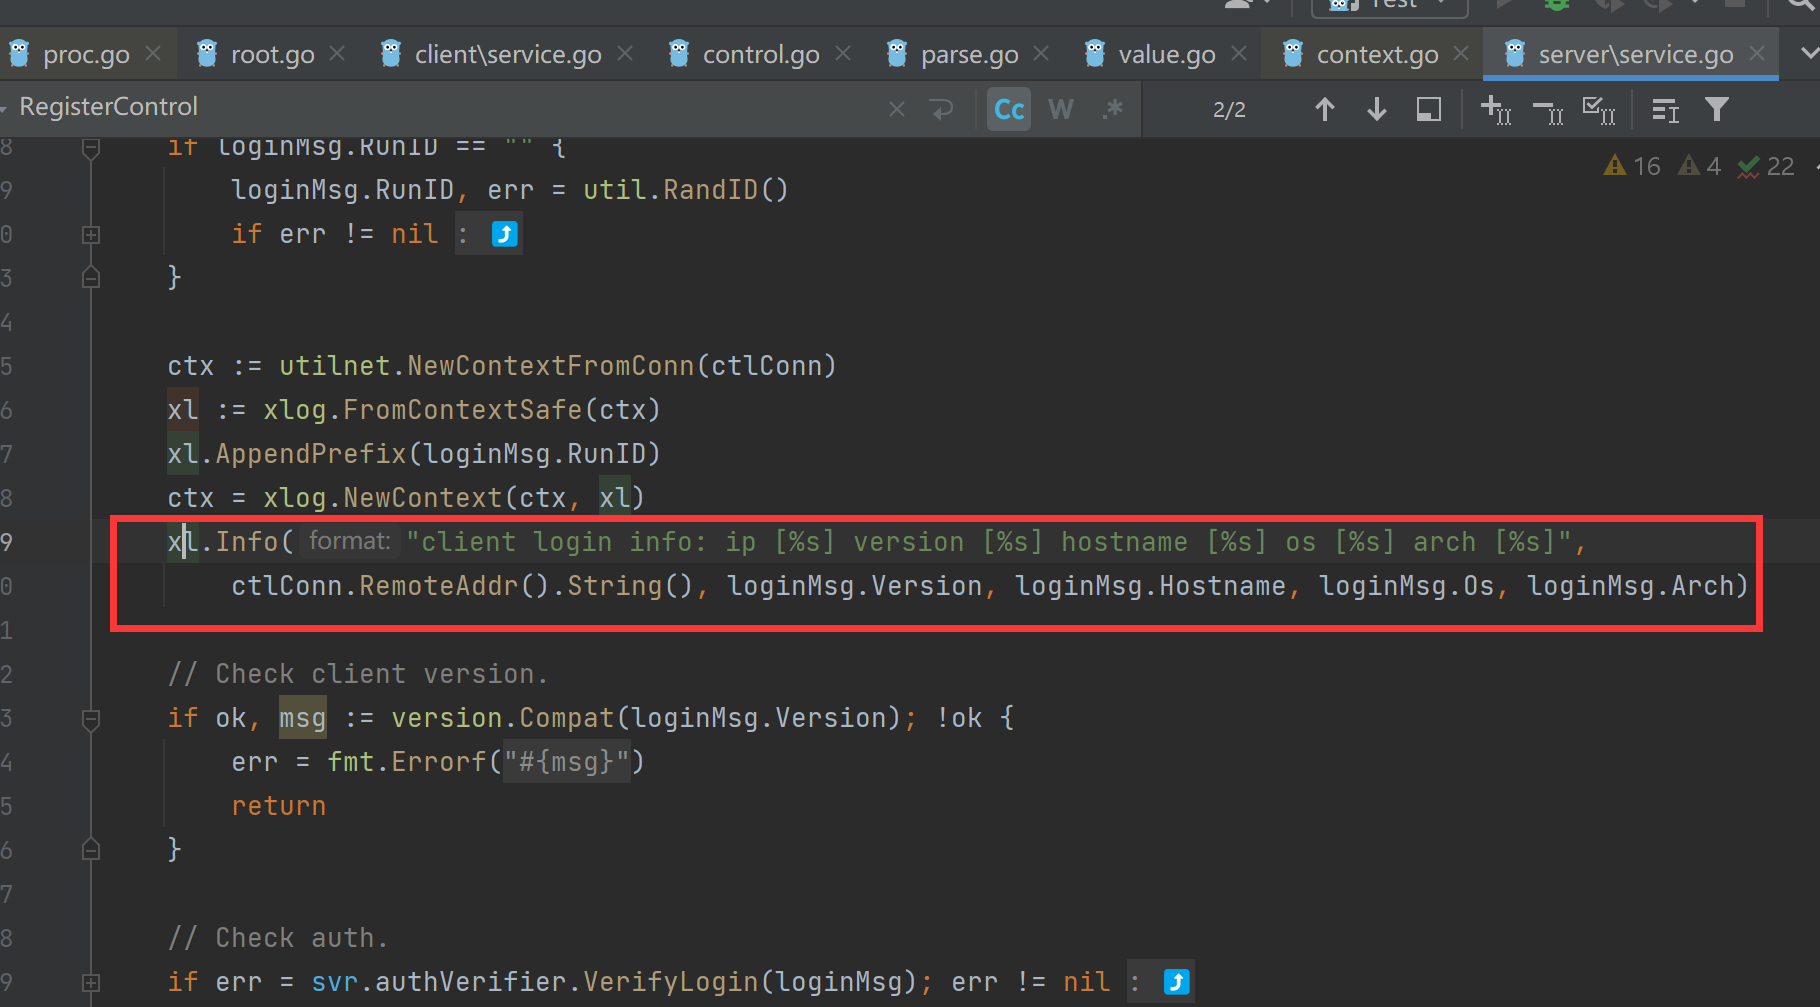 Test
proc.go root.go client\service.go control.go parse.go value.go context.go server\service.go
RegisterControl Cc W .* 2/2
8 if loginMsg.RunID == "" {
16 4 22
9 loginMsg.RunID, err = util.RandID()
0 if err != nil :
3 }
4
5 ctx := utilnet.NewContextFromConn(ctlConn)
6 xl := xlog.FromContextSafe(ctx)
7 xl.AppendPrefix(loginMsg.RunID)
8 ctx = xlog.NewContext(ctx, xl)
9 xl.Info( format: "client login info: ip [%s] version [%s] hostname [%s] os [%s] arch [%s]",
0 ctlConn.RemoteAddr().String(), loginMsg.Version, loginMsg.Hostname, loginMsg.Os, loginMsg.Arch)
1
2 // Check client version.
3 if ok, msg := version.Compat(loginMsg.Version); !ok {
4 err = fmt.Errorf("#{msg}")
5 return
6 }
7
8 // Check auth.
9 if err = svr.authVerifier.VerifyLogin(loginMsg); err != nil :